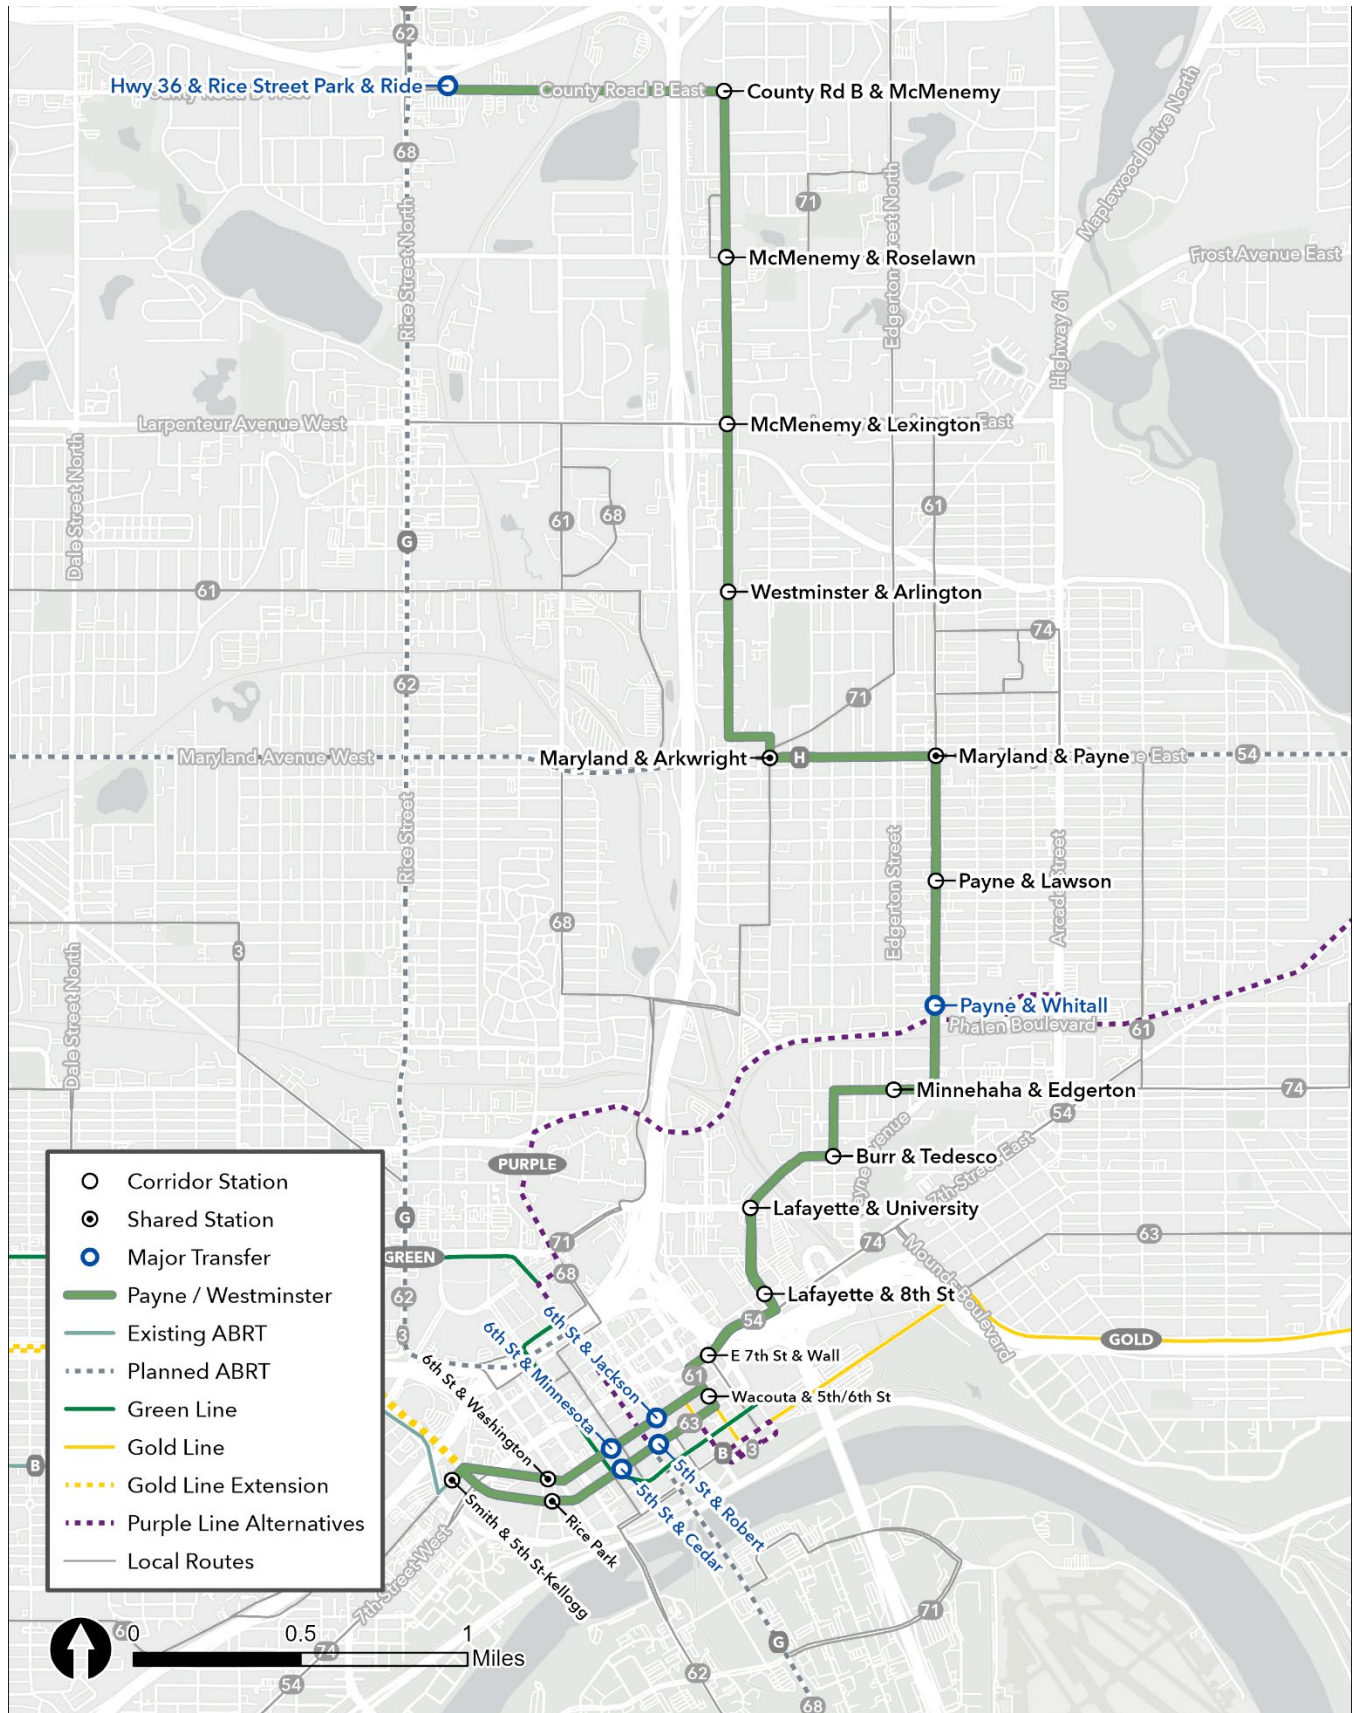 62
Hwy 36 & Rice Street Park & Ride
County Road B East
County Rd B & McMenemy
68
71
Maplewood Drive North
Rice Street North
Edgerton Street North
McMenemy & Roselawn
Frost Avenue East
Highway 61
Larpenteur Avenue West
McMenemy & Lexington
East
Dale Street North
61
68
61
G
61
Westminster & Arlington
74
62
71
Maryland Avenue West
Maryland & Arkwright
H
Maryland & Payne
ue East
54
Rice Street
Edgerton Street
Arcade Street
Payne & Lawson
68
3
Dale Street North
Payne & Whitall
Phalen Boulevard
61
Minnehaha & Edgerton
74
54
Burr & Tedesco
PURPLE
7th Street East
Lafayette & University
G
71
74
63
GREEN
68
Mounds Boulevard
62
Lafayette & 8th St
3
54
GOLD
6th St & Jackson
6th St & Minnesota
6th St & Washington
E 7th St & Wall
61
Wacouta & 5th/6th St
63
B
3
B
5th St & Robert
5th St & Cedar
Rice Park
Smith & 5th St-Kellogg
7th Street West
Corridor Station
Shared Station
Major Transfer
Payne / Westminster
Existing ABRT
Planned ABRT
Green Line
Gold Line
Gold Line Extension
Purple Line Alternatives
Local Routes
0 0.5 1
Miles
74
54
62
G
71
68